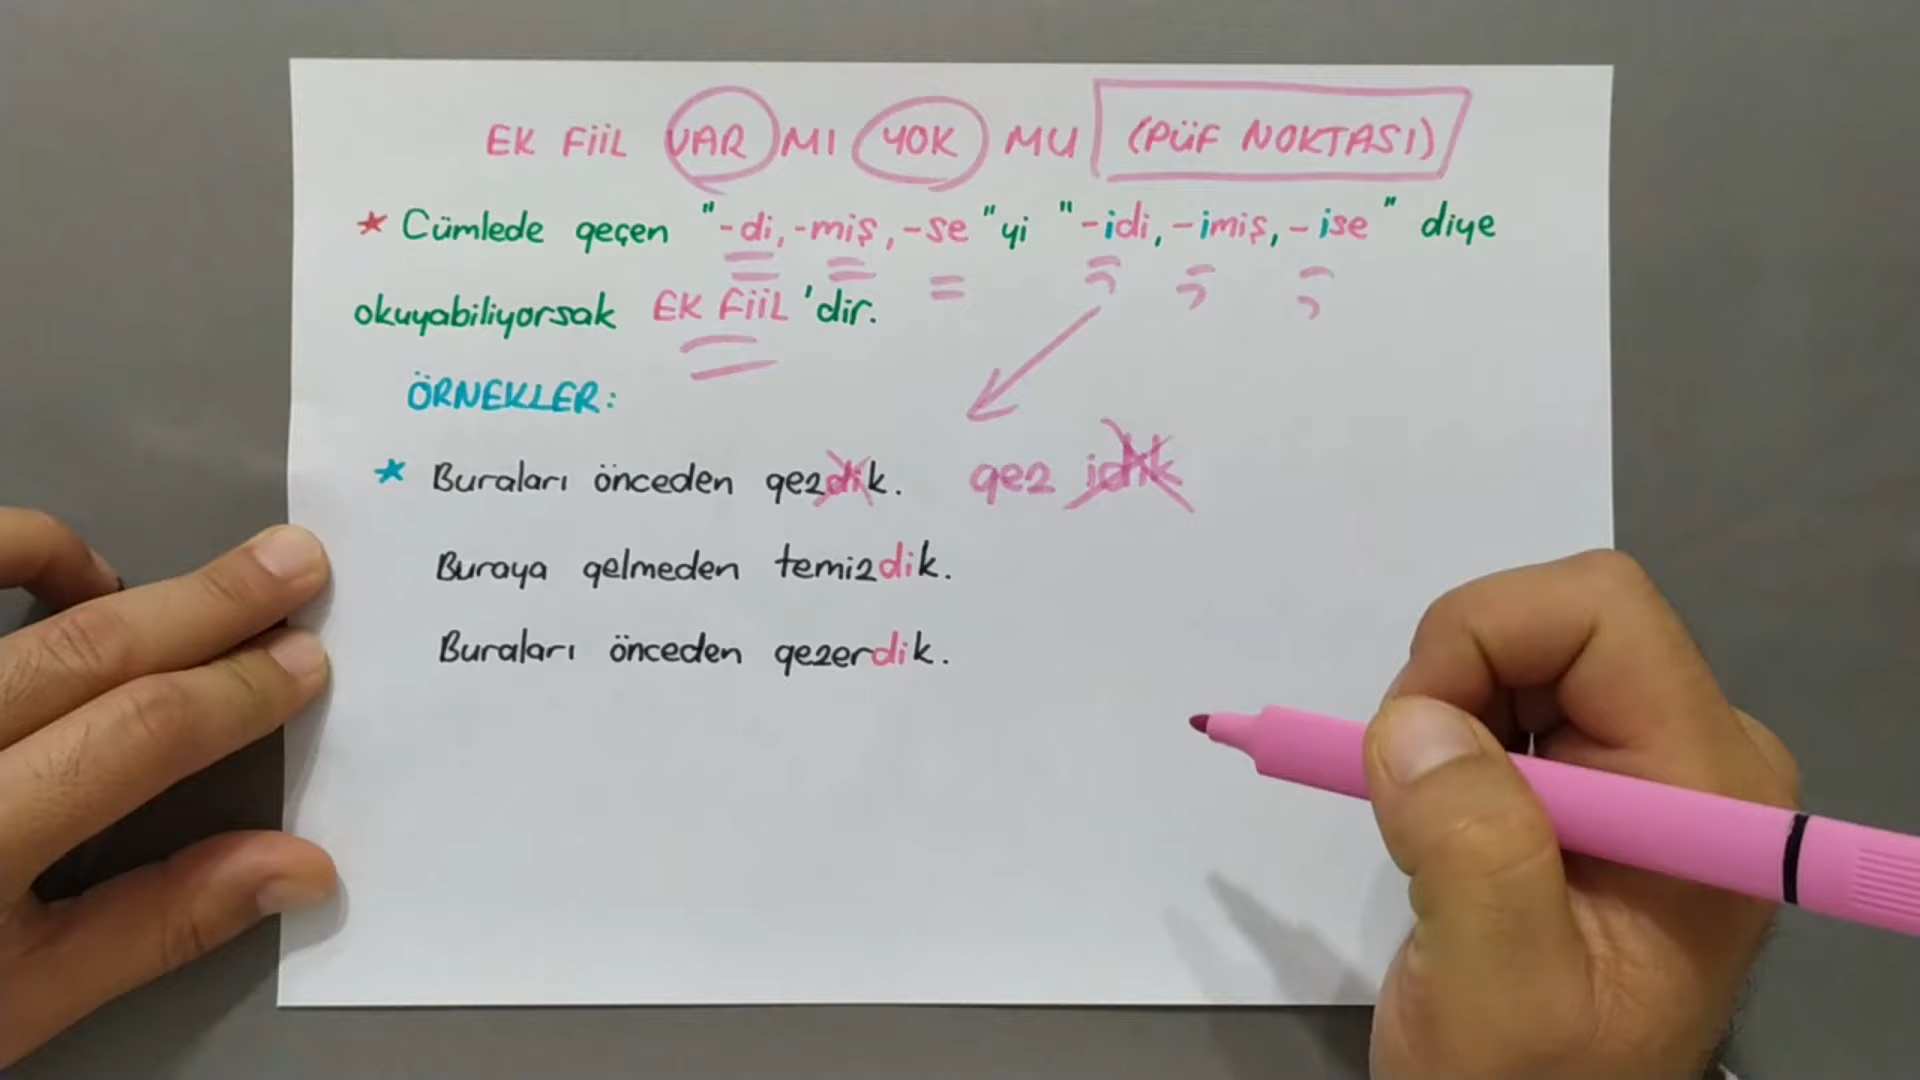 EK FİİL VAR MI YOK MU (PÜF NOKTASI)
★ Cümlede geçen "-di, -miş, -se"yi "-idi, -imiş, -ise" diye
okuyabiliyorsak EK FİİL'dir.
ÖRNEKLER:
★ Buraları önceden gezdik. gez idik
Buraya gelmeden temizdik.
Buraları önceden gezerdik.